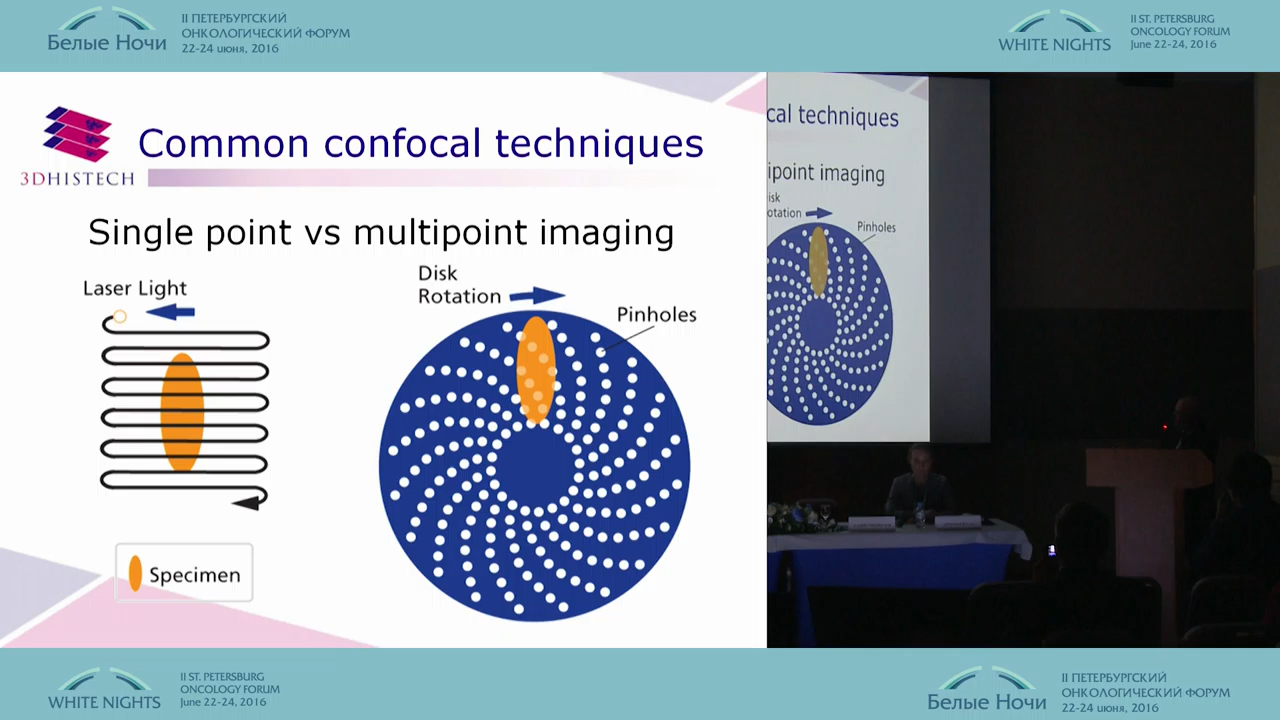 Белые Ночи
II ПЕТЕРБУРГСКИЙ
ОНКОЛОГИЧЕСКИЙ ФОРУМ
22-24 июня, 2016
WHITE NIGHTS
II ST. PETERSBURG
ONCOLOGY FORUM
June 22-24, 2016
3DHISTECH
Common confocal techniques
Single point vs multipoint imaging
Laser Light
Disk
Rotation
Pinholes
Specimen
cal techniques
ipoint imaging
isk
otation
Pinholes
WHITE NIGHTS
II ST. PETERSBURG
ONCOLOGY FORUM
June 22-24, 2016
Белые Ночи
II ПЕТЕРБУРГСКИЙ
ОНКОЛОГИЧЕСКИЙ ФОРУМ
22-24 июня, 2016